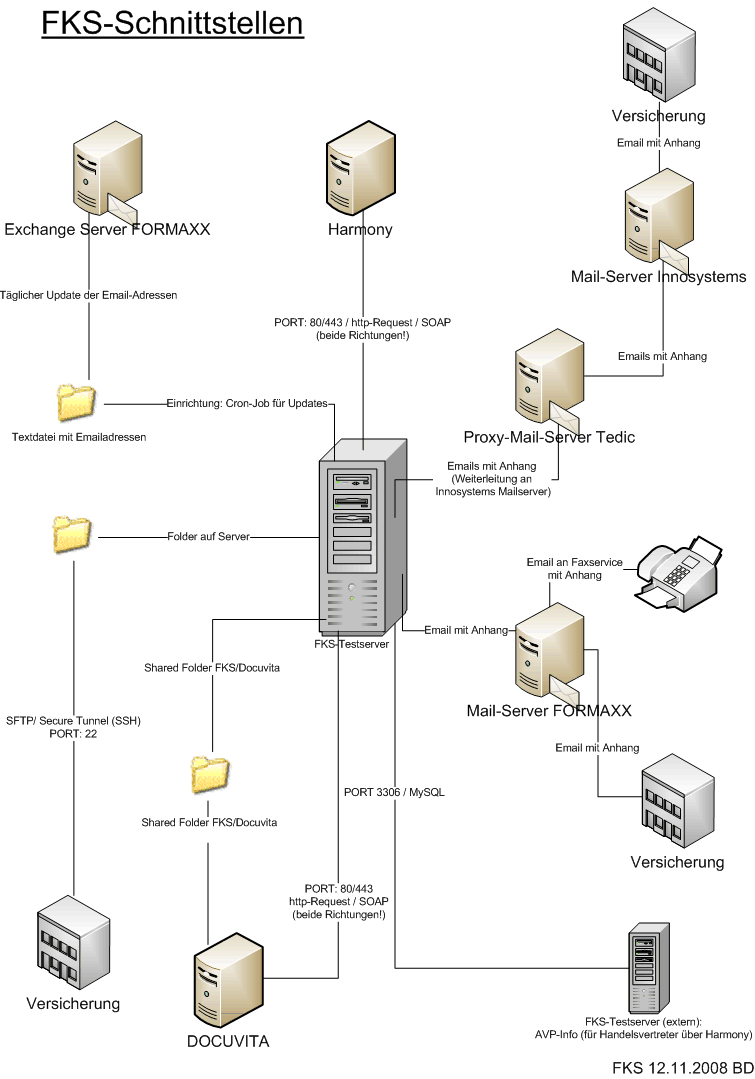 FKS-Schnittstellen
Versicherung
Email mit Anhang
Exchange Server FORMAXX
Harmony
Mail-Server Innosystems
Täglicher Update der Email-Adressen
PORT: 80/443 / http-Request / SOAP
(beide Richtungen!)
Emails mit Anhang
Einrichtung: Cron-Job für Updates
Textdatei mit Emailadressen
Proxy-Mail-Server Tedic
Emails mit Anhang
(Weiterleitung an
Innosystems Mailserver)
Folder auf Server
Email an Faxservice
mit Anhang
Email mit Anhang
FKS-Testserver
Shared Folder FKS/Docuvita
Mail-Server FORMAXX
SFTP/ Secure Tunnel (SSH)
PORT: 22
Email mit Anhang
PORT 3306 / MySQL
Shared Folder FKS/Docuvita
Versicherung
PORT: 80/443
http-Request / SOAP
(beide Richtungen!)
Versicherung
DOCUVITA
FKS-Testserver (extern):
AVP-Info (für Handelsvertreter über Harmony)
FKS 12.11.2008 BD